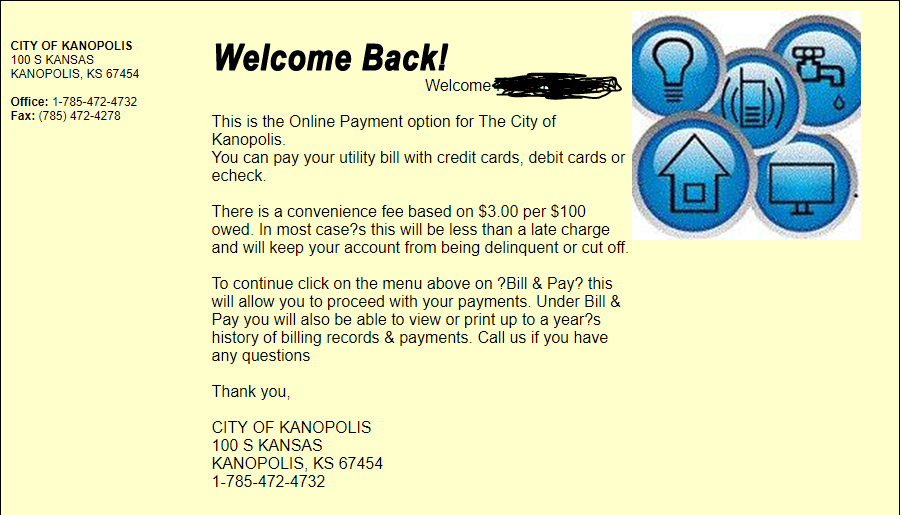 CITY OF KANOPOLIS
100 S KANSAS
KANOPOLIS, KS 67454
Office: 1-785-472-4732
Fax: (785) 472-4278
Welcome Back!
Welcome
This is the Online Payment option for The City of
Kanopolis.
You can pay your utility bill with credit cards, debit cards or
echeck.
There is a convenience fee based on $3.00 per $100
owed. In most case?s this will be less than a late charge
and will keep your account from being delinquent or cut off.
To continue click on the menu above on ?Bill & Pay? this
will allow you to proceed with your payments. Under Bill &
Pay you will also be able to view or print up to a year?s
history of billing records & payments. Call us if you have
any questions
Thank you,
CITY OF KANOPOLIS
100 S KANSAS
KANOPOLIS, KS 67454
1-785-472-4732